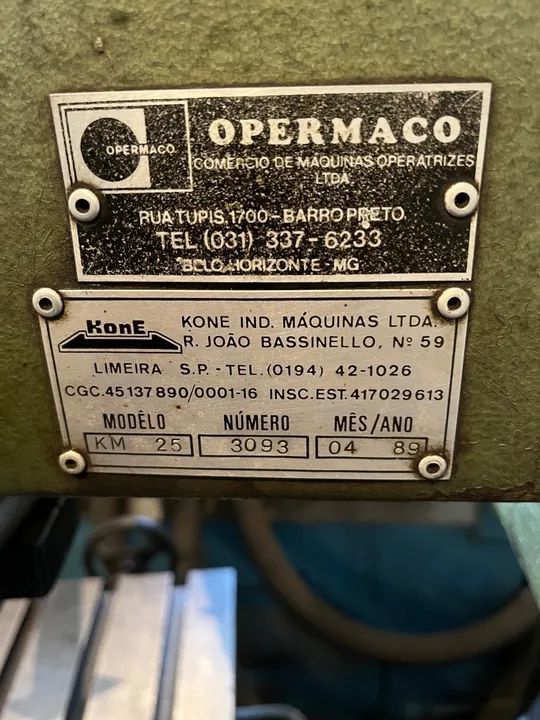 OPERMACO
OPERMACO
COMERCIO DE MAQUINAS OPERATRIZES
LTDA.
RUA TUPIS, 1700 - BARRO PRETO
TEL (031) 337-6233
BELO HORIZONTE - MG
KonE
KONE IND. MÁQUINAS LTDA.
R. JOÃO BASSINELLO, Nº 59
LIMEIRA S.P. - TEL.(0194) 42-1026
CGC.45137890/0001-16 INSC.EST.417029613
MODÊLO NÚMERO MÊS/ANO
KM 25 3093 04 89